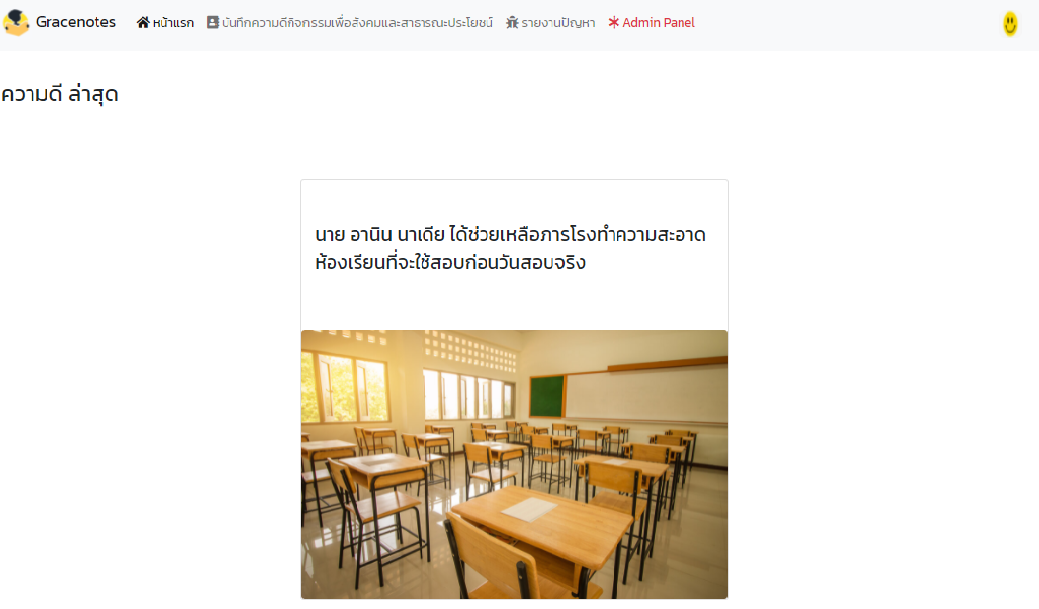 Gracenotes หน้าแรก บันทึกความดีกิจกรรมเพื่อสังคมและสาธารณะประโยชน์ รายงานปัญหา Admin Panel
ความดี ล่าสุด
นาย อานิน นาเดีย ได้ช่วยเหลือภารโรงทำความสะอาด
ห้องเรียนที่จะใช้สอบก่อนวันสอบจริง